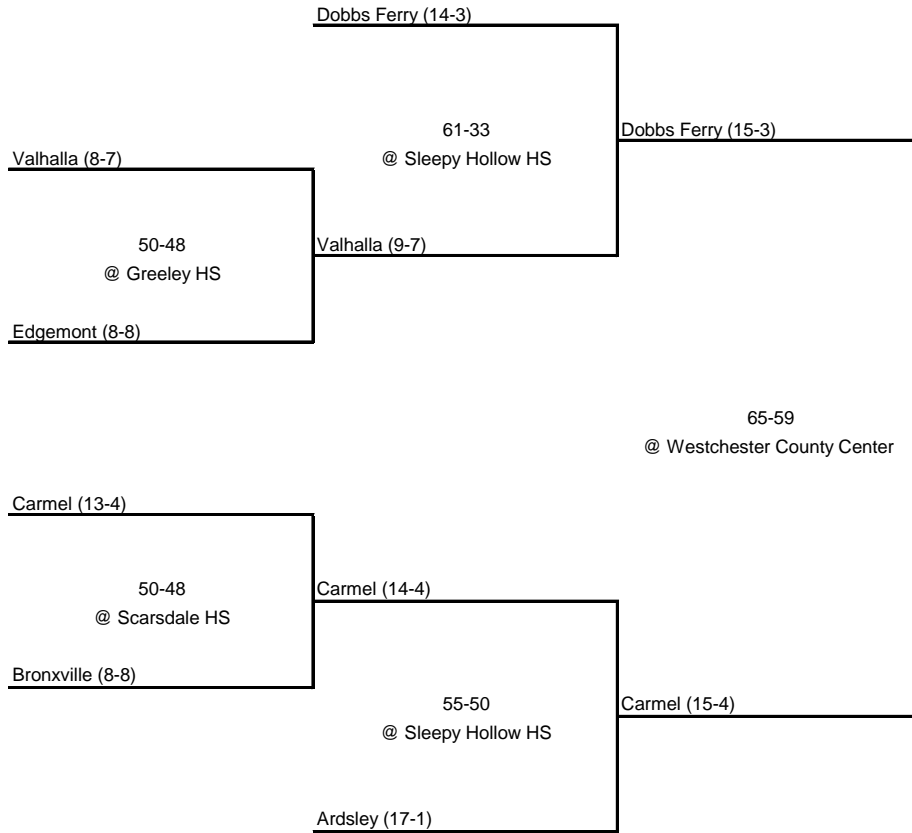 Dobbs Ferry (14-3)
61-33
@ Sleepy Hollow HS
Dobbs Ferry (15-3)
Valhalla (8-7)
50-48
@ Greeley HS
Valhalla (9-7)
Edgemont (8-8)
65-59
@ Westchester County Center
Carmel (13-4)
50-48
@ Scarsdale HS
Carmel (14-4)
Bronxville (8-8)
55-50
@ Sleepy Hollow HS
Carmel (15-4)
Ardsley (17-1)